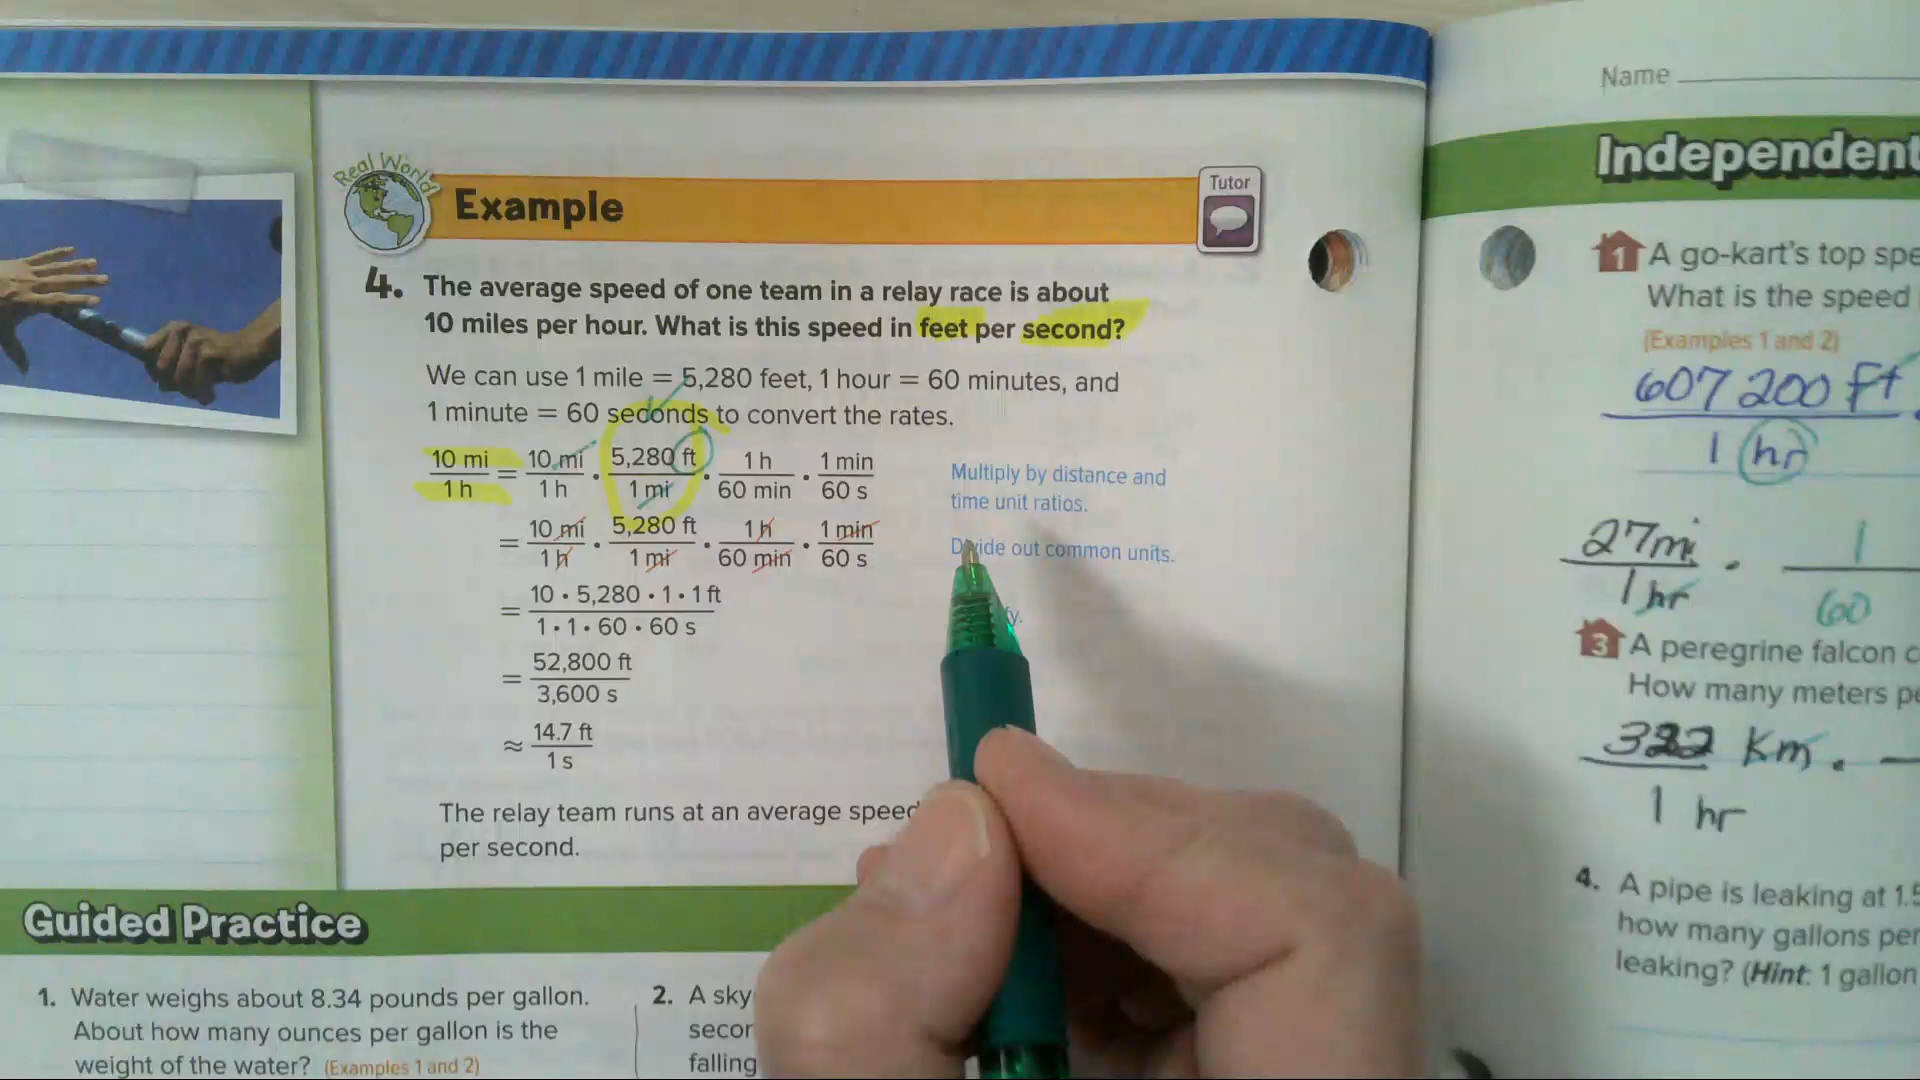 Real World
Example
Tutor
4. The average speed of one team in a relay race is about
10 miles per hour. What is this speed in feet per second?
We can use 1 mile = 5,280 feet, 1 hour = 60 minutes, and
1 minute = 60 seconds to convert the rates.
10 mi/1 h = 10 mi/1 h · 5,280 ft/1 mi · 1 h/60 min · 1 min/60 s
Multiply by distance and
time unit ratios.
= 10 mi/1 h · 5,280 ft/1 mi · 1 h/60 min · 1 min/60 s
Divide out common units.
= 10 · 5,280 · 1 · 1 ft/1 · 1 · 60 · 60 s
= 52,800 ft/3,600 s
≈ 14.7 ft/1 s
The relay team runs at an average speed
per second.
Guided Practice
1. Water weighs about 8.34 pounds per gallon.
About how many ounces per gallon is the
weight of the water? (Examples 1 and 2)
2. A sky
falling
Name
Independent
1 A go-kart's top spe
What is the speed
(Examples 1 and 2)
607200 ft
1 hr
27mi/1 hr · 1/60
3 A peregrine falcon c
How many meters pe
322 Km ·
1 hr
4. A pipe is leaking at 1.5
how many gallons per
leaking? (Hint: 1 gallon